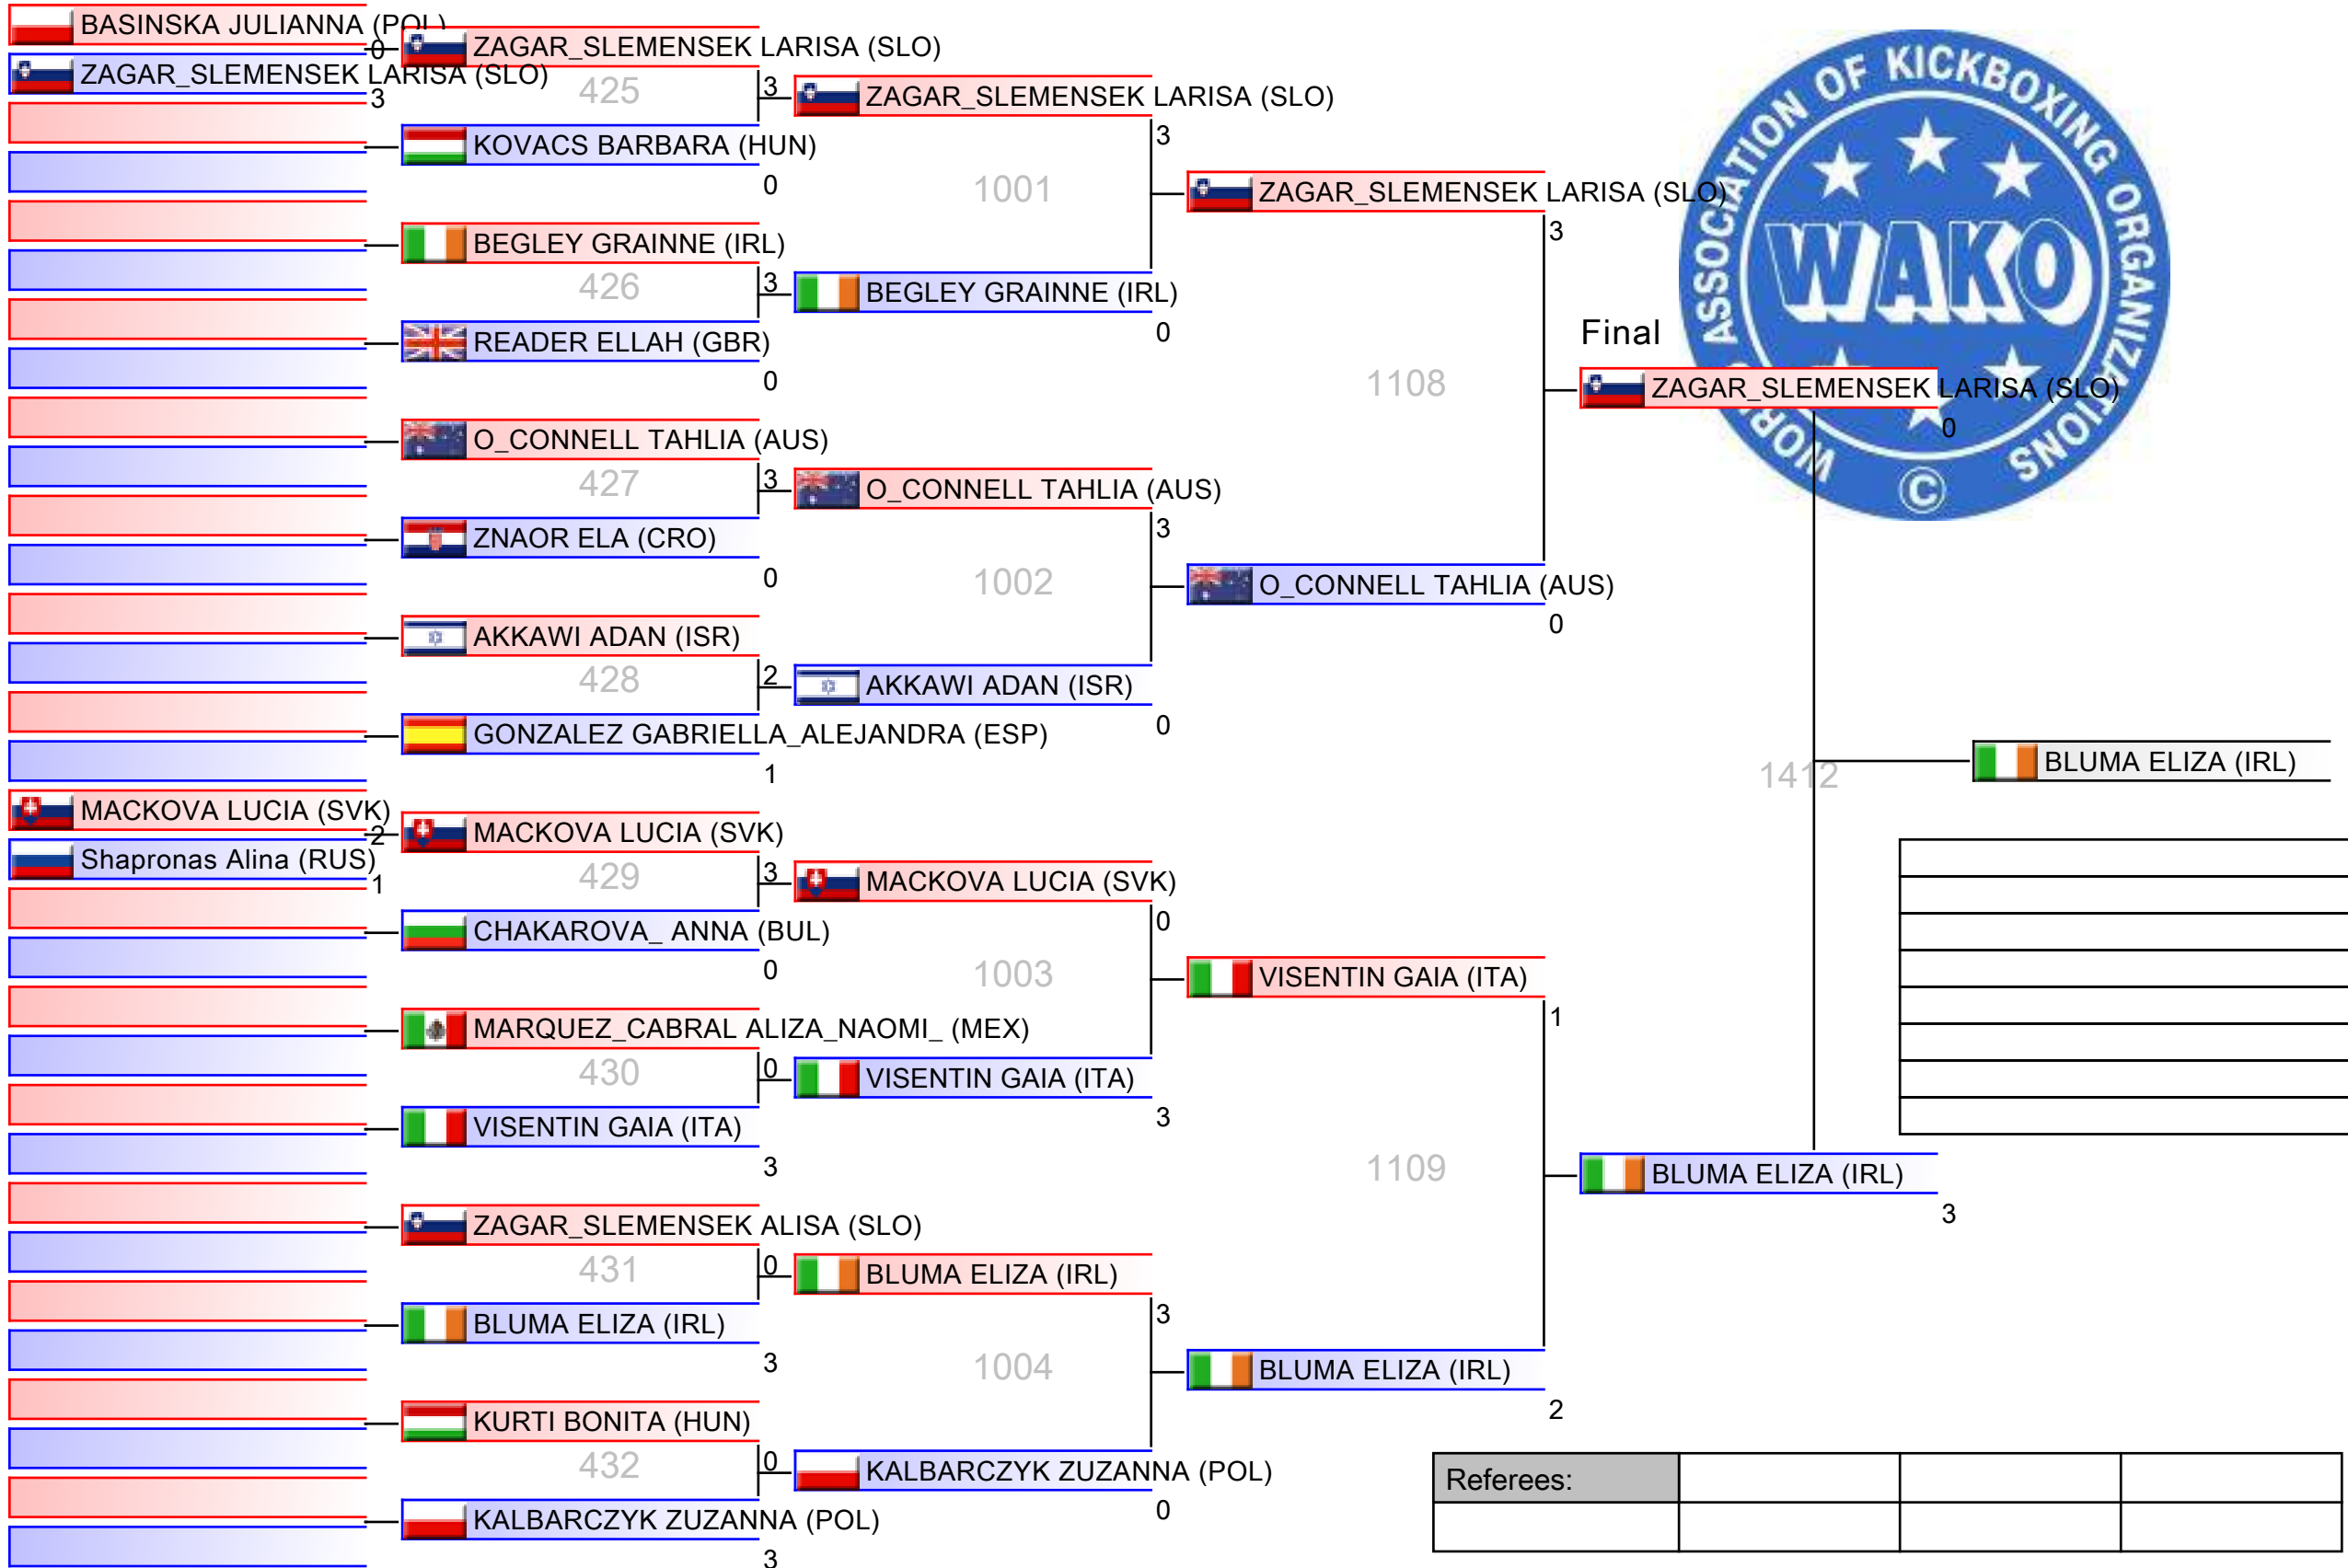 BASINSKA JULIANNA (POL)
0
ZAGAR_SLEMENSEK LARISA (SLO)
3
MACKOVA LUCIA (SVK)
2
Shapronas Alina (RUS)
1
ZAGAR_SLEMENSEK LARISA (SLO)
425
3
KOVACS BARBARA (HUN)
0
BEGLEY GRAINNE (IRL)
426
3
READER ELLAH (GBR)
0
O_CONNELL TAHLIA (AUS)
427
3
ZNAOR ELA (CRO)
0
AKKAWI ADAN (ISR)
428
2
GONZALEZ GABRIELLA_ALEJANDRA (ESP)
1
MACKOVA LUCIA (SVK)
429
3
CHAKAROVA_ ANNA (BUL)
0
MARQUEZ_CABRAL ALIZA_NAOMI_ (MEX)
430
0
VISENTIN GAIA (ITA)
3
ZAGAR_SLEMENSEK ALISA (SLO)
431
0
BLUMA ELIZA (IRL)
3
KURTI BONITA (HUN)
432
0
KALBARCZYK ZUZANNA (POL)
3
ZAGAR_SLEMENSEK LARISA (SLO)
3
1001
BEGLEY GRAINNE (IRL)
0
O_CONNELL TAHLIA (AUS)
3
1002
AKKAWI ADAN (ISR)
0
MACKOVA LUCIA (SVK)
0
1003
VISENTIN GAIA (ITA)
3
BLUMA ELIZA (IRL)
3
1004
KALBARCZYK ZUZANNA (POL)
0
ZAGAR_SLEMENSEK LARISA (SLO)
3
1108
O_CONNELL TAHLIA (AUS)
0
VISENTIN GAIA (ITA)
1
1109
BLUMA ELIZA (IRL)
2
Final
ZAGAR_SLEMENSEK LARISA (SLO)
0
1412
BLUMA ELIZA (IRL)
3
BLUMA ELIZA (IRL)
WORLD ASSOCIATION OF KICKBOXING ORGANIZATIONS
WAKO
©
Referees: